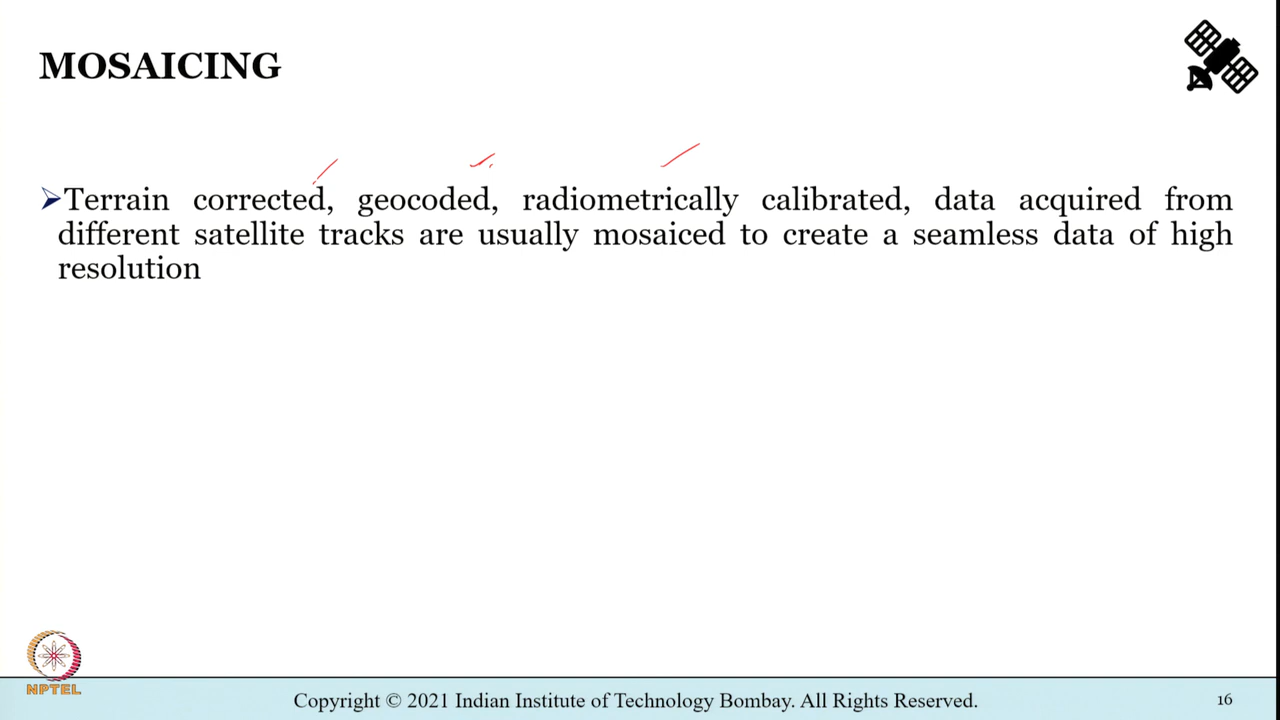 MOSAICING
Terrain corrected, geocoded, radiometrically calibrated, data acquired from
different satellite tracks are usually mosaiced to create a seamless data of high
resolution
NPTEL
Copyright © 2021 Indian Institute of Technology Bombay. All Rights Reserved.
16